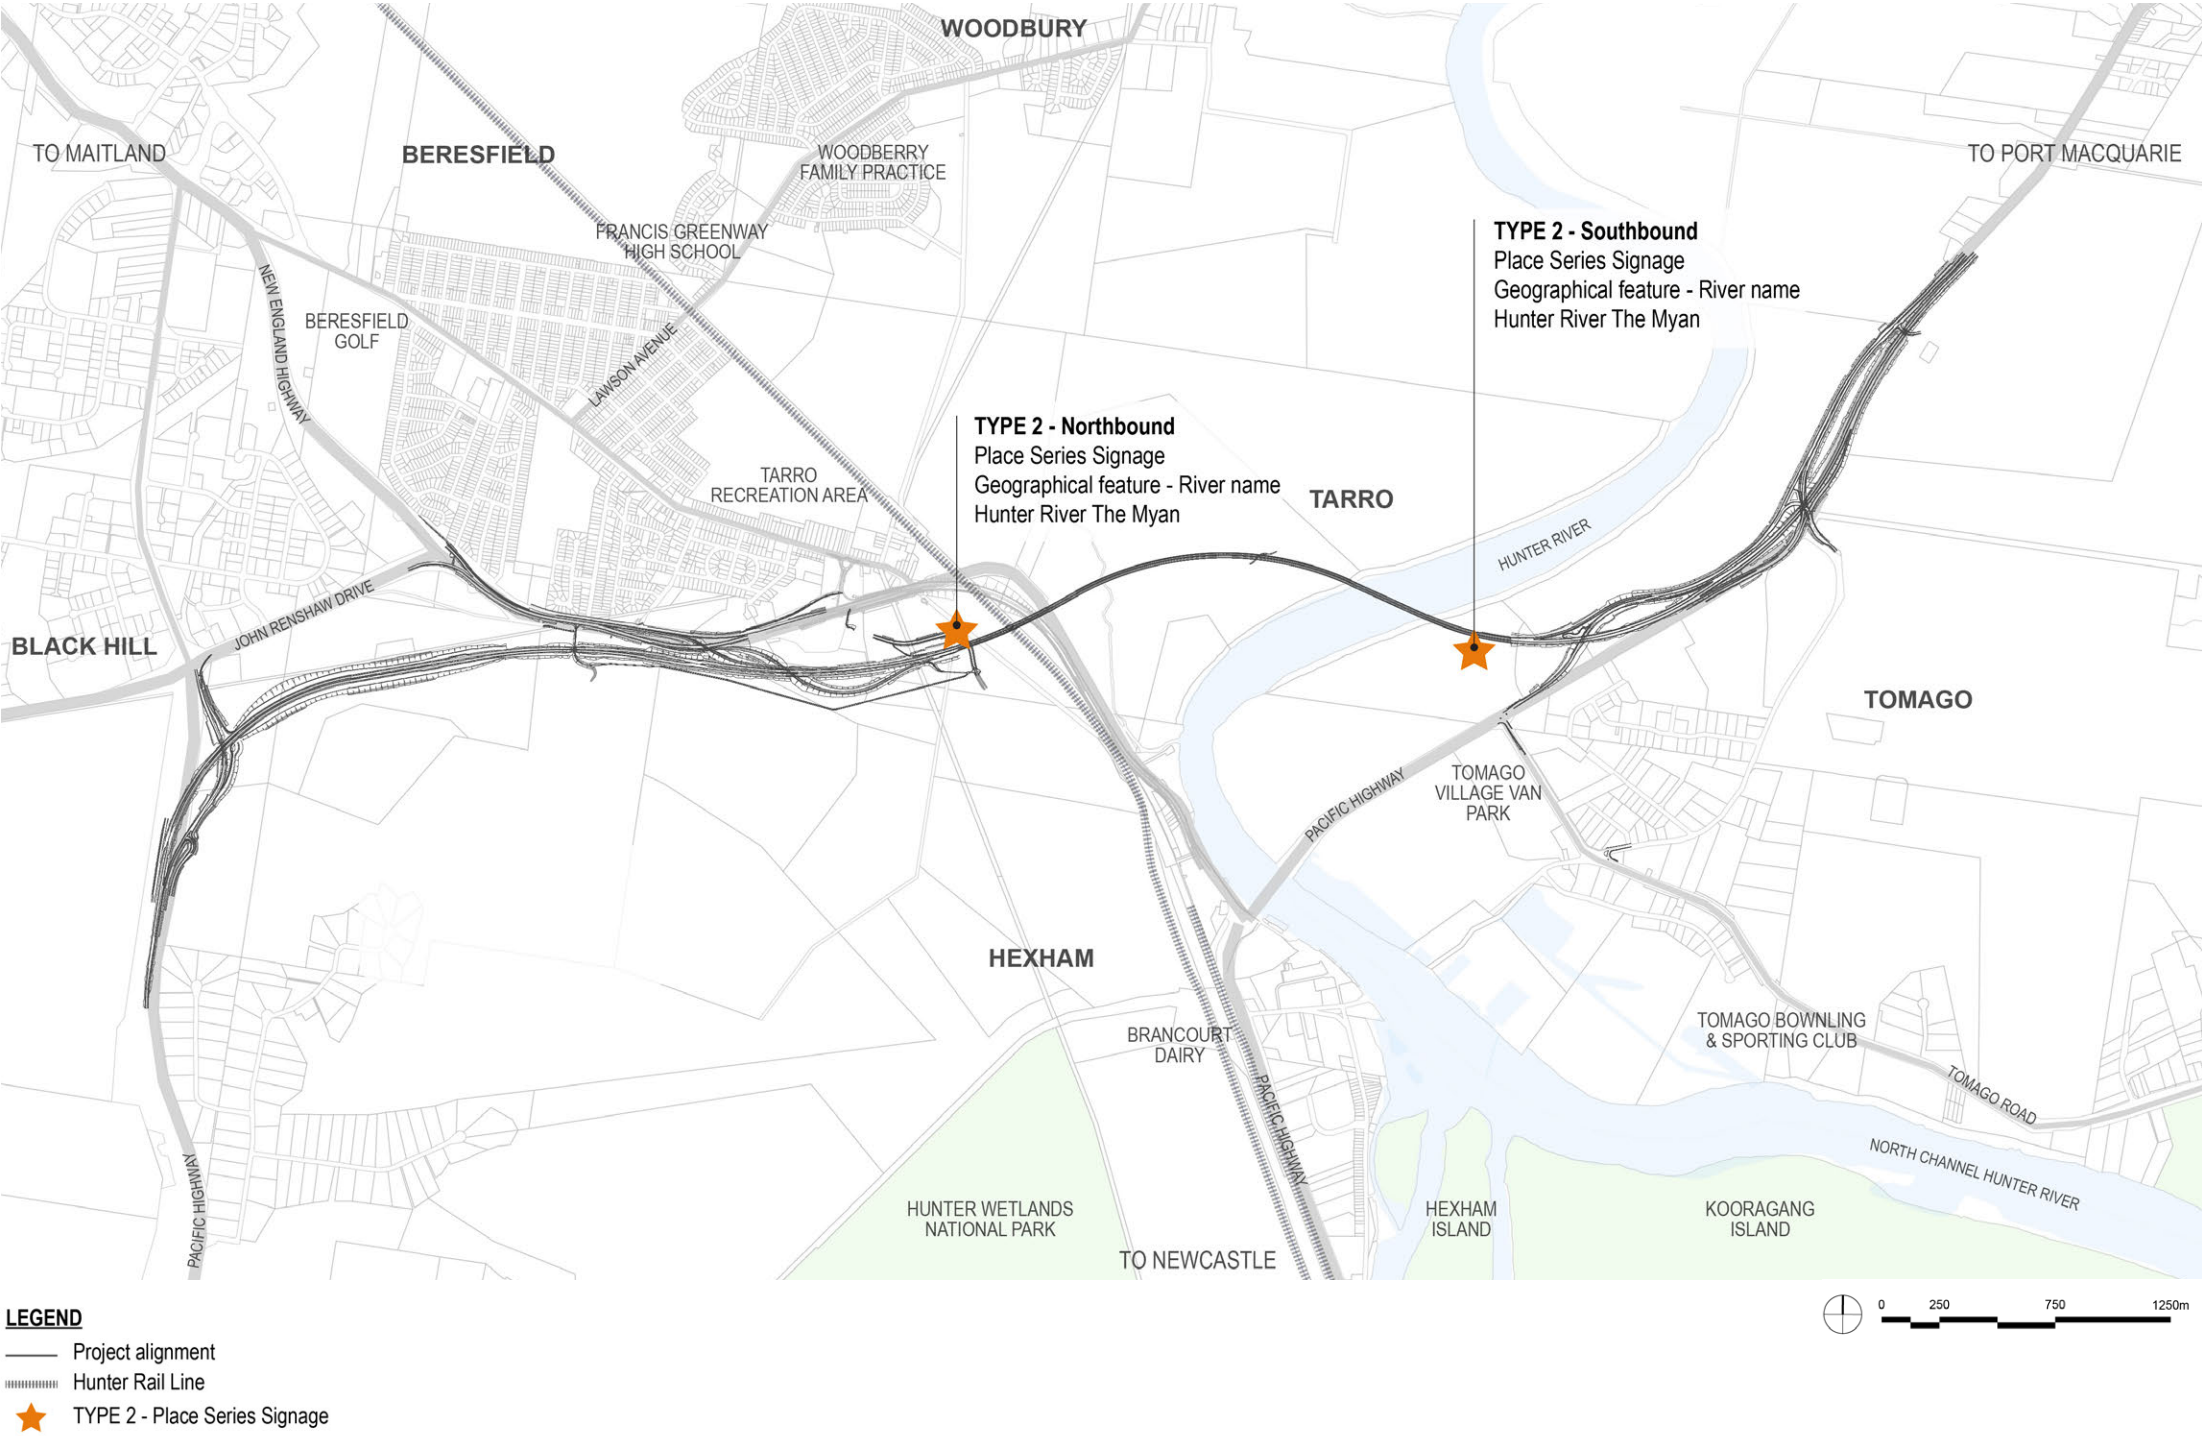 WOODBURY
TO MAITLAND
BERESFIELD
WOODBERRY
FAMILY PRACTICE
TO PORT MACQUARIE
FRANCIS GREENWAY
HIGH SCHOOL
TYPE 2 - Southbound
Place Series Signage
Geographical feature - River name
Hunter River The Myan
NEW ENGLAND HIGHWAY
BERESFIELD
GOLF
LAWSON AVENUE
TYPE 2 - Northbound
Place Series Signage
Geographical feature - River name
Hunter River The Myan
TARRO
RECREATION AREA
TARRO
HUNTER RIVER
JOHN RENSHAW DRIVE
BLACK HILL
TOMAGO
PACIFIC HIGHWAY
TOMAGO
VILLAGE VAN
PARK
HEXHAM
BRANCOURT
DAIRY
TOMAGO BOWNLING
& SPORTING CLUB
TOMAGO ROAD
PACIFIC HIGHWAY
PACIFIC HIGHWAY
NORTH CHANNEL HUNTER RIVER
HUNTER WETLANDS
NATIONAL PARK
HEXHAM
ISLAND
KOORAGANG
ISLAND
TO NEWCASTLE
LEGEND
Project alignment
Hunter Rail Line
TYPE 2 - Place Series Signage
0 250 750 1250m